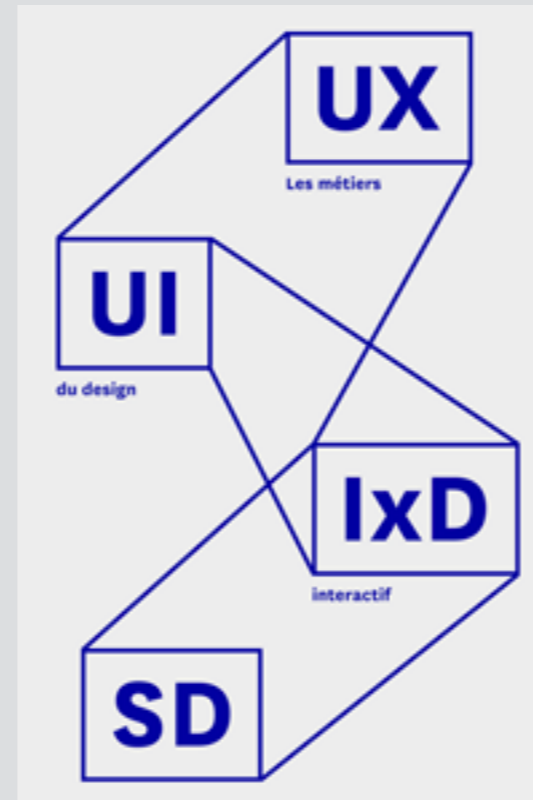 UX
Les métiers
UI
du design
IxD
interactif
SD